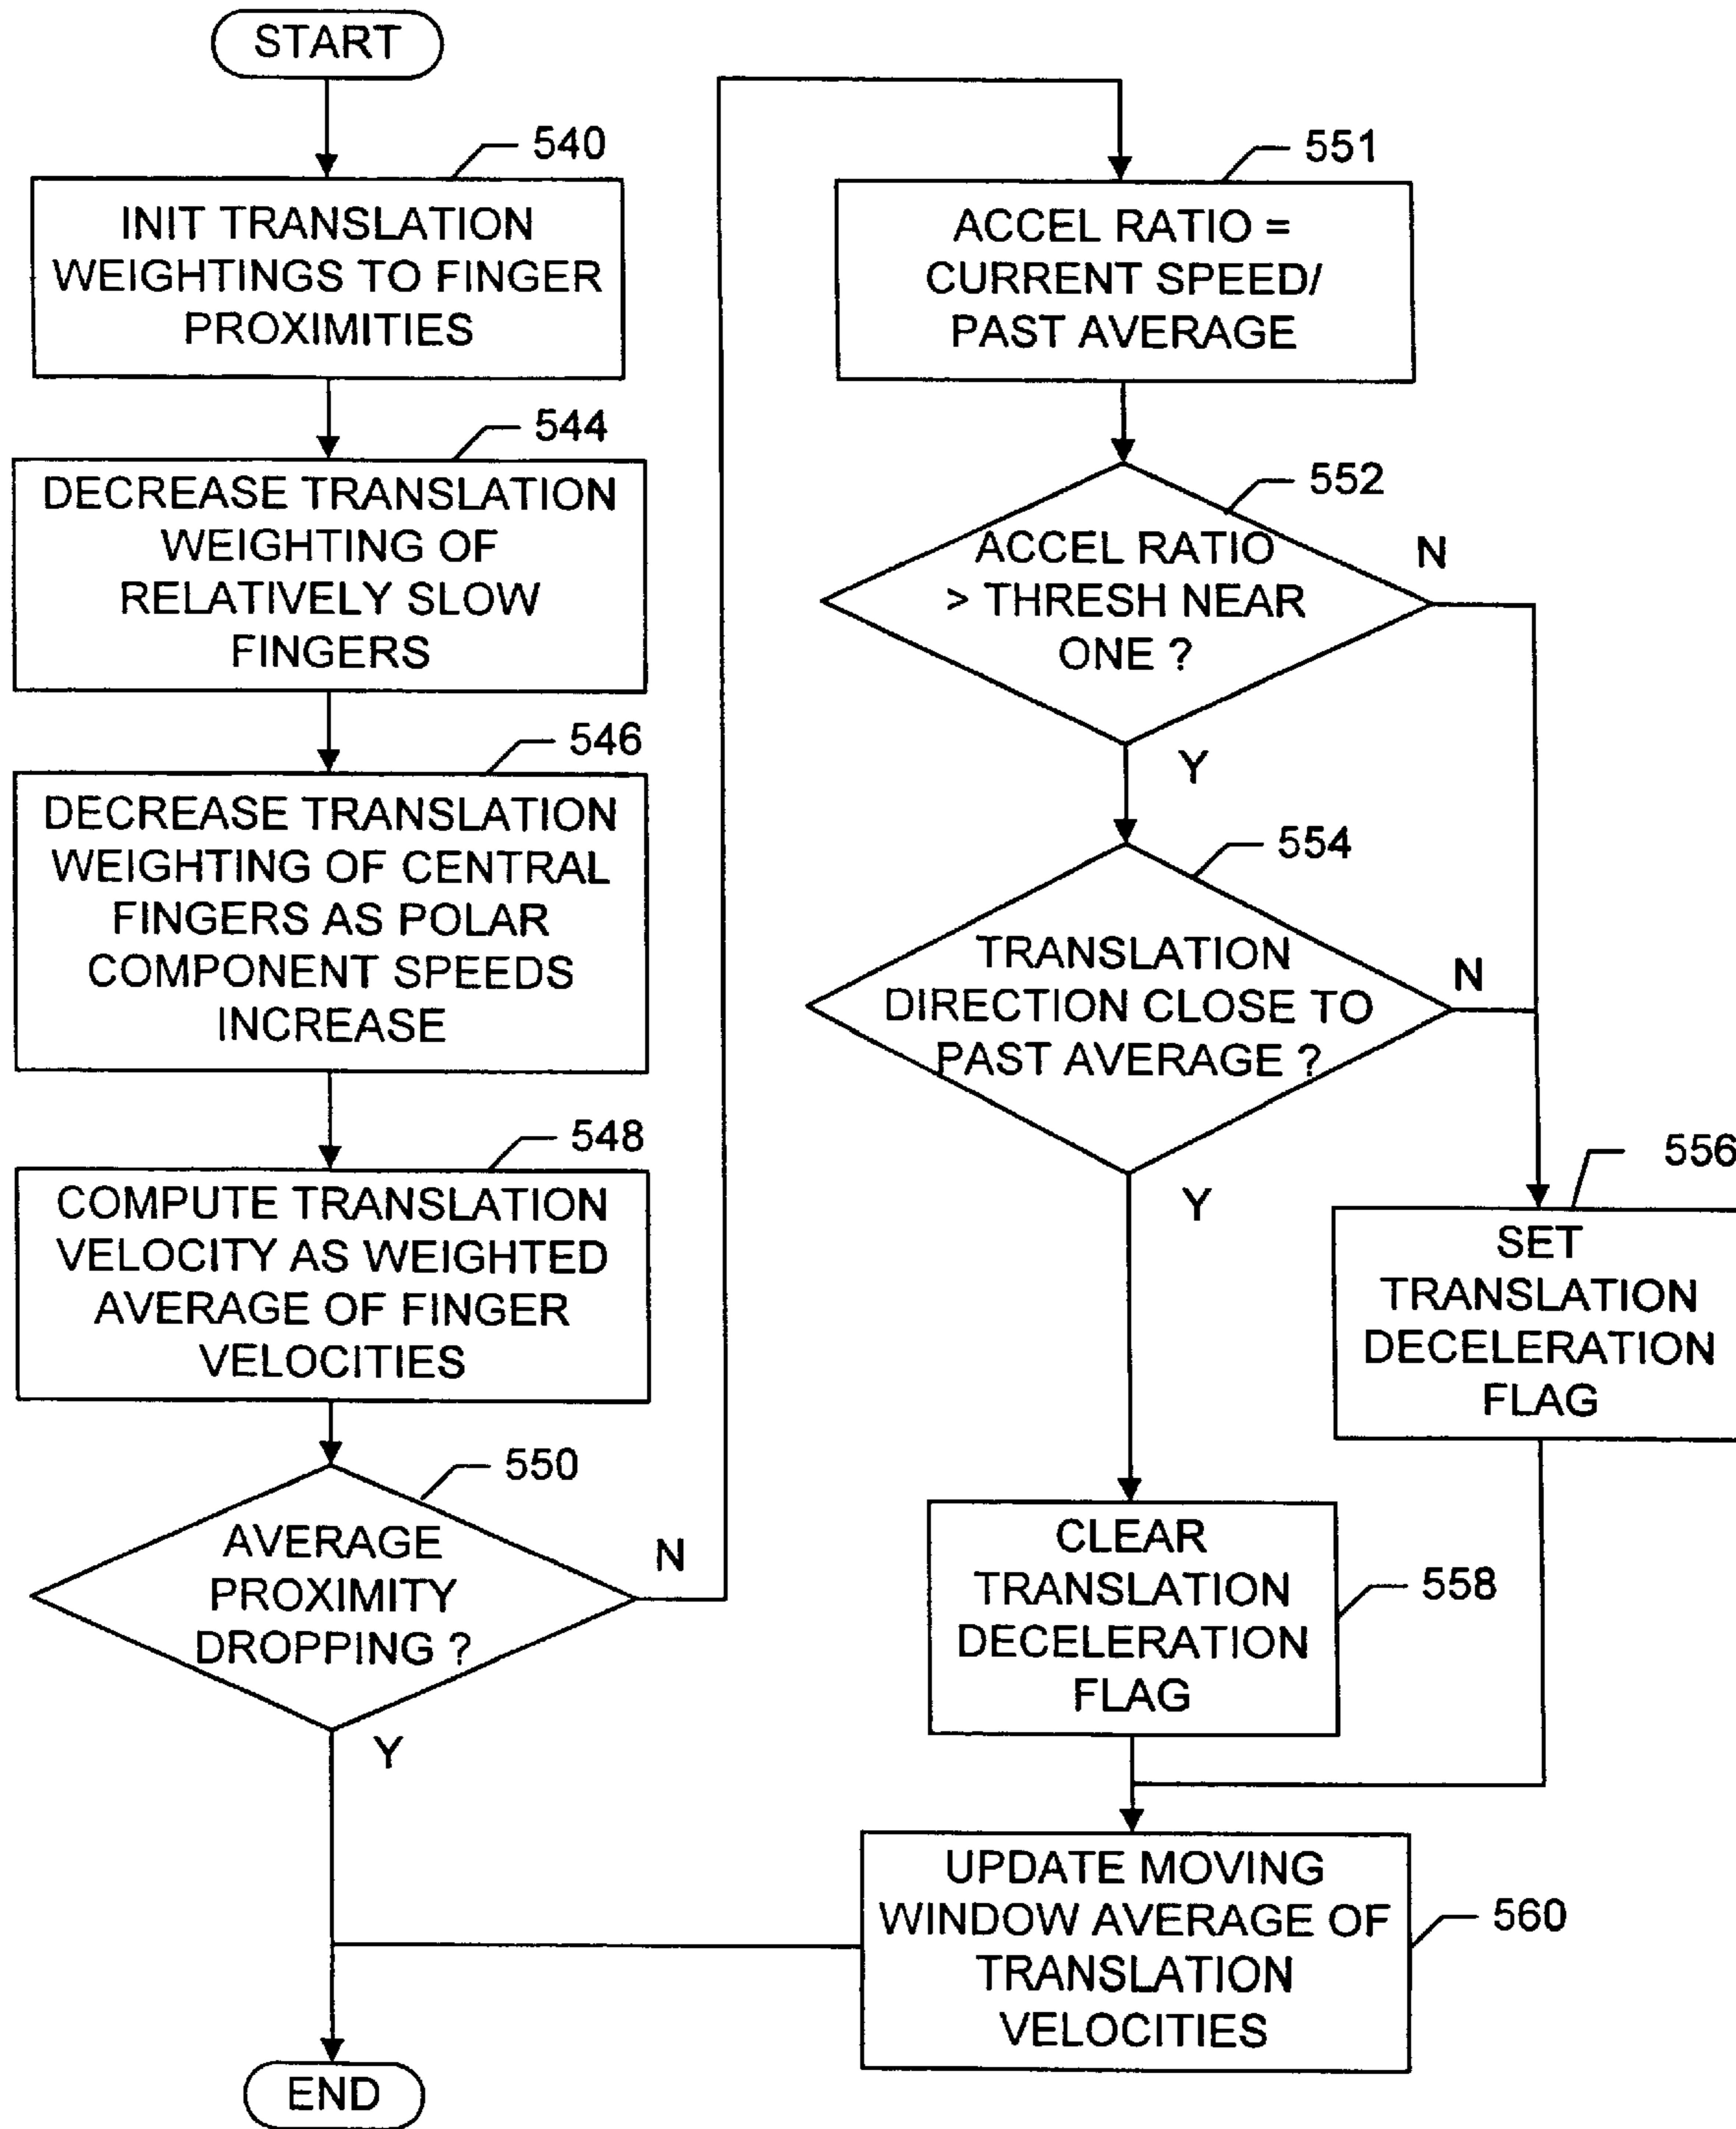 START
540
INIT TRANSLATION
WEIGHTINGS TO FINGER
PROXIMITIES
544
DECREASE TRANSLATION
WEIGHTING OF
RELATIVELY SLOW
FINGERS
546
DECREASE TRANSLATION
WEIGHTING OF CENTRAL
FINGERS AS POLAR
COMPONENT SPEEDS
INCREASE
548
COMPUTE TRANSLATION
VELOCITY AS WEIGHTED
AVERAGE OF FINGER
VELOCITIES
550
AVERAGE
PROXIMITY
DROPPING ?
N
Y
551
ACCEL RATIO =
CURRENT SPEED/
PAST AVERAGE
552
ACCEL RATIO
> THRESH NEAR
ONE ?
N
Y
554
TRANSLATION
DIRECTION CLOSE TO
PAST AVERAGE ?
N
Y
556
SET
TRANSLATION
DECELERATION
FLAG
558
CLEAR
TRANSLATION
DECELERATION
FLAG
560
UPDATE MOVING
WINDOW AVERAGE OF
TRANSLATION
VELOCITIES
END